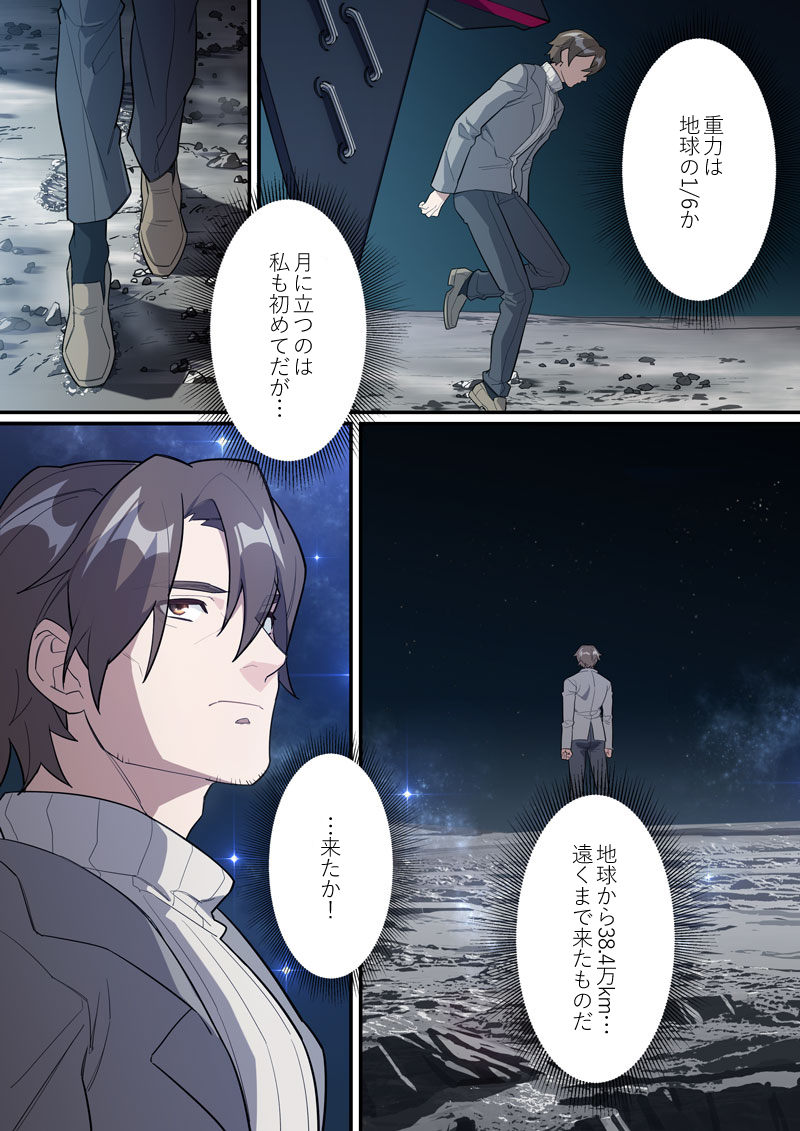 重力は
地球の1/6か
月に立つのは
私も初めてだが…
地球から38.4万km…
遠くまで来たものだ
…来たか！